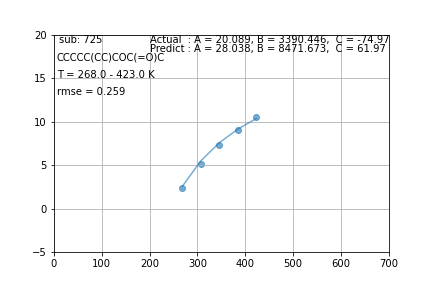 sub: 725
Actual : A = 20.089, B = 3390.446, C = -74.97
Predict : A = 28.038, B = 8471.673, C = 61.97
CCCCC(CC)COC(=O)C
T = 268.0 - 423.0 K
rmse = 0.259
20
15
10
5
0
−5
0 100 200 300 400 500 600 700